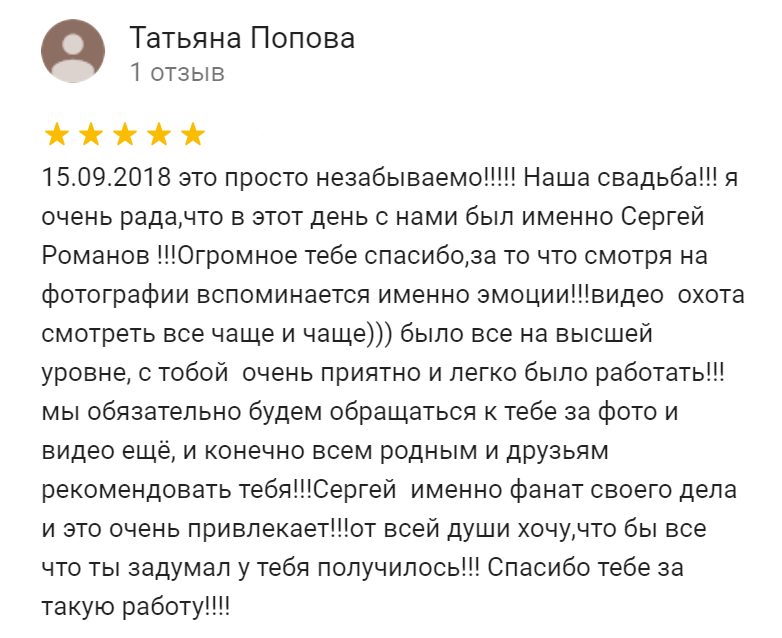 Татьяна Попова
1 отзыв
15.09.2018 это просто незабываемо!!!!! Наша свадьба!!! я
очень рада,что в этот день с нами был именно Сергей
Романов !!!Огромное тебе спасибо,за то что смотря на
фотографии вспоминается именно эмоции!!!видео  охота
смотреть все чаще и чаще))) было все на высшей
уровне, с тобой  очень приятно и легко было работать!!!
мы обязательно будем обращаться к тебе за фото и
видео ещё, и конечно всем родным и друзьям
рекомендовать тебя!!!Сергей  именно фанат своего дела
и это очень привлекает!!!от всей души хочу,что бы все
что ты задумал у тебя получилось!!! Спасибо тебе за
такую работу!!!!